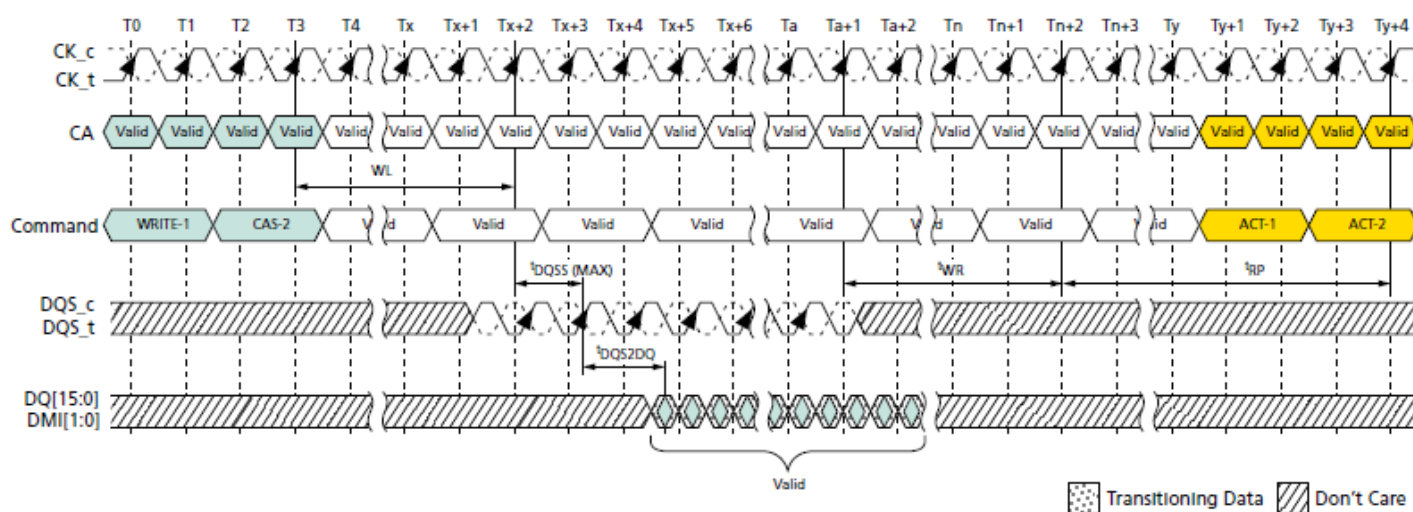 T0 T1 T2 T3 T4 Tx Tx+1 Tx+2 Tx+3 Tx+4 Tx+5 Tx+6 Ta Ta+1 Ta+2 Tn Tn+1 Tn+2 Tn+3 Ty Ty+1 Ty+2 Ty+3 Ty+4
CK_c
CK_t
CA Valid Valid Valid Valid Valid Valid Valid Valid Valid Valid Valid Valid Valid Valid Valid Valid Valid Valid Valid Valid Valid Valid Valid Valid
WL
Command WRITE-1 CAS-2 Valid Valid Valid Valid Valid Valid Valid Valid ACT-1 ACT-2
tDQSS (MAX) tWR tRP
DQS_c
DQS_t
tDQS2DQ
DQ[15:0]
DMI[1:0]
Valid
Transitioning Data Don't Care